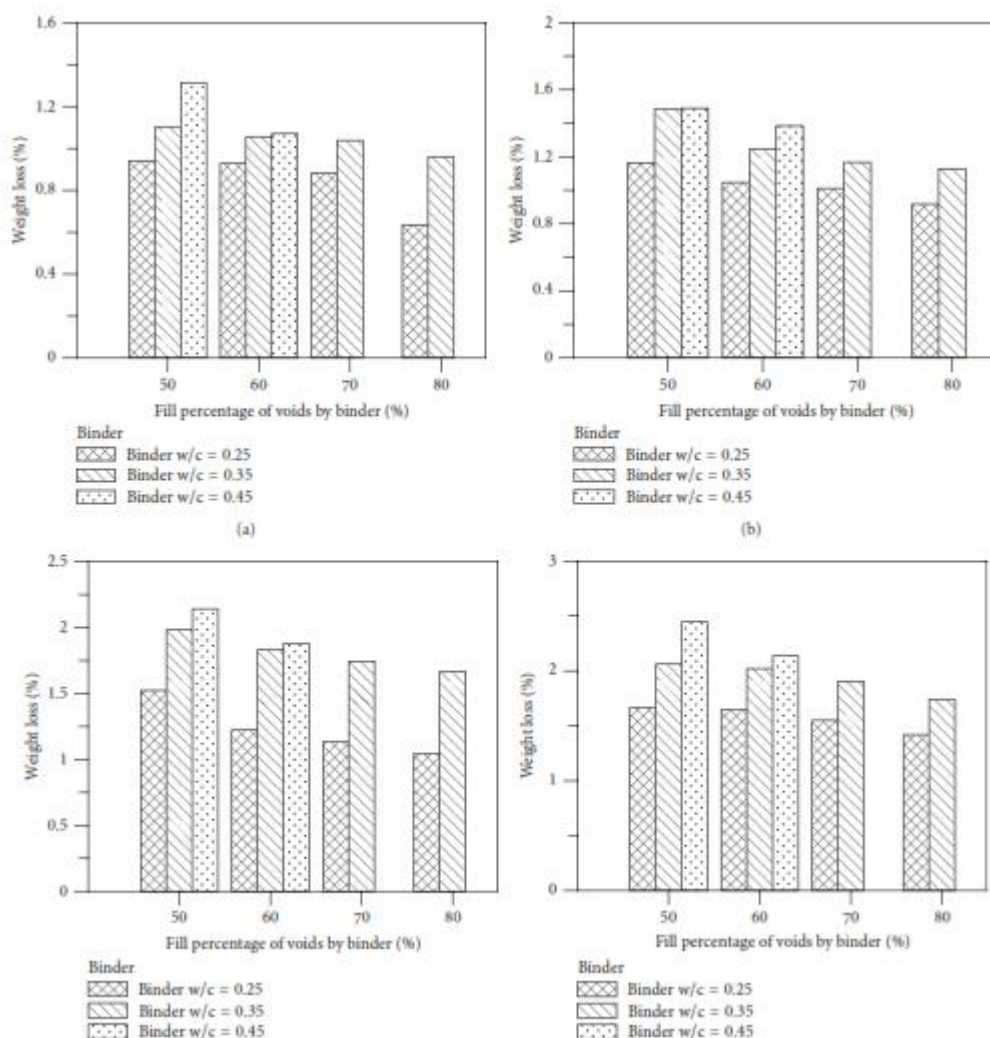 1.6
1.2
0.8
0.4
0
Weight loss (%)
50 60 70 80
Fill percentage of voids by binder (%)
Binder
Binder w/c = 0.25
Binder w/c = 0.35
Binder w/c = 0.45
(a)
2
1.6
1.2
0.8
0.4
0
Weight loss (%)
50 60 70 80
Fill percentage of voids by binder (%)
Binder
Binder w/c = 0.25
Binder w/c = 0.35
Binder w/c = 0.45
(b)
2.5
2
1.5
1
0.5
0
Weight loss (%)
50 60 70 80
Fill percentage of voids by binder (%)
Binder
Binder w/c = 0.25
Binder w/c = 0.35
Binder w/c = 0.45
3
2
1
0
Weight loss (%)
50 60 70 80
Fill percentage of voids by binder (%)
Binder
Binder w/c = 0.25
Binder w/c = 0.35
Binder w/c = 0.45